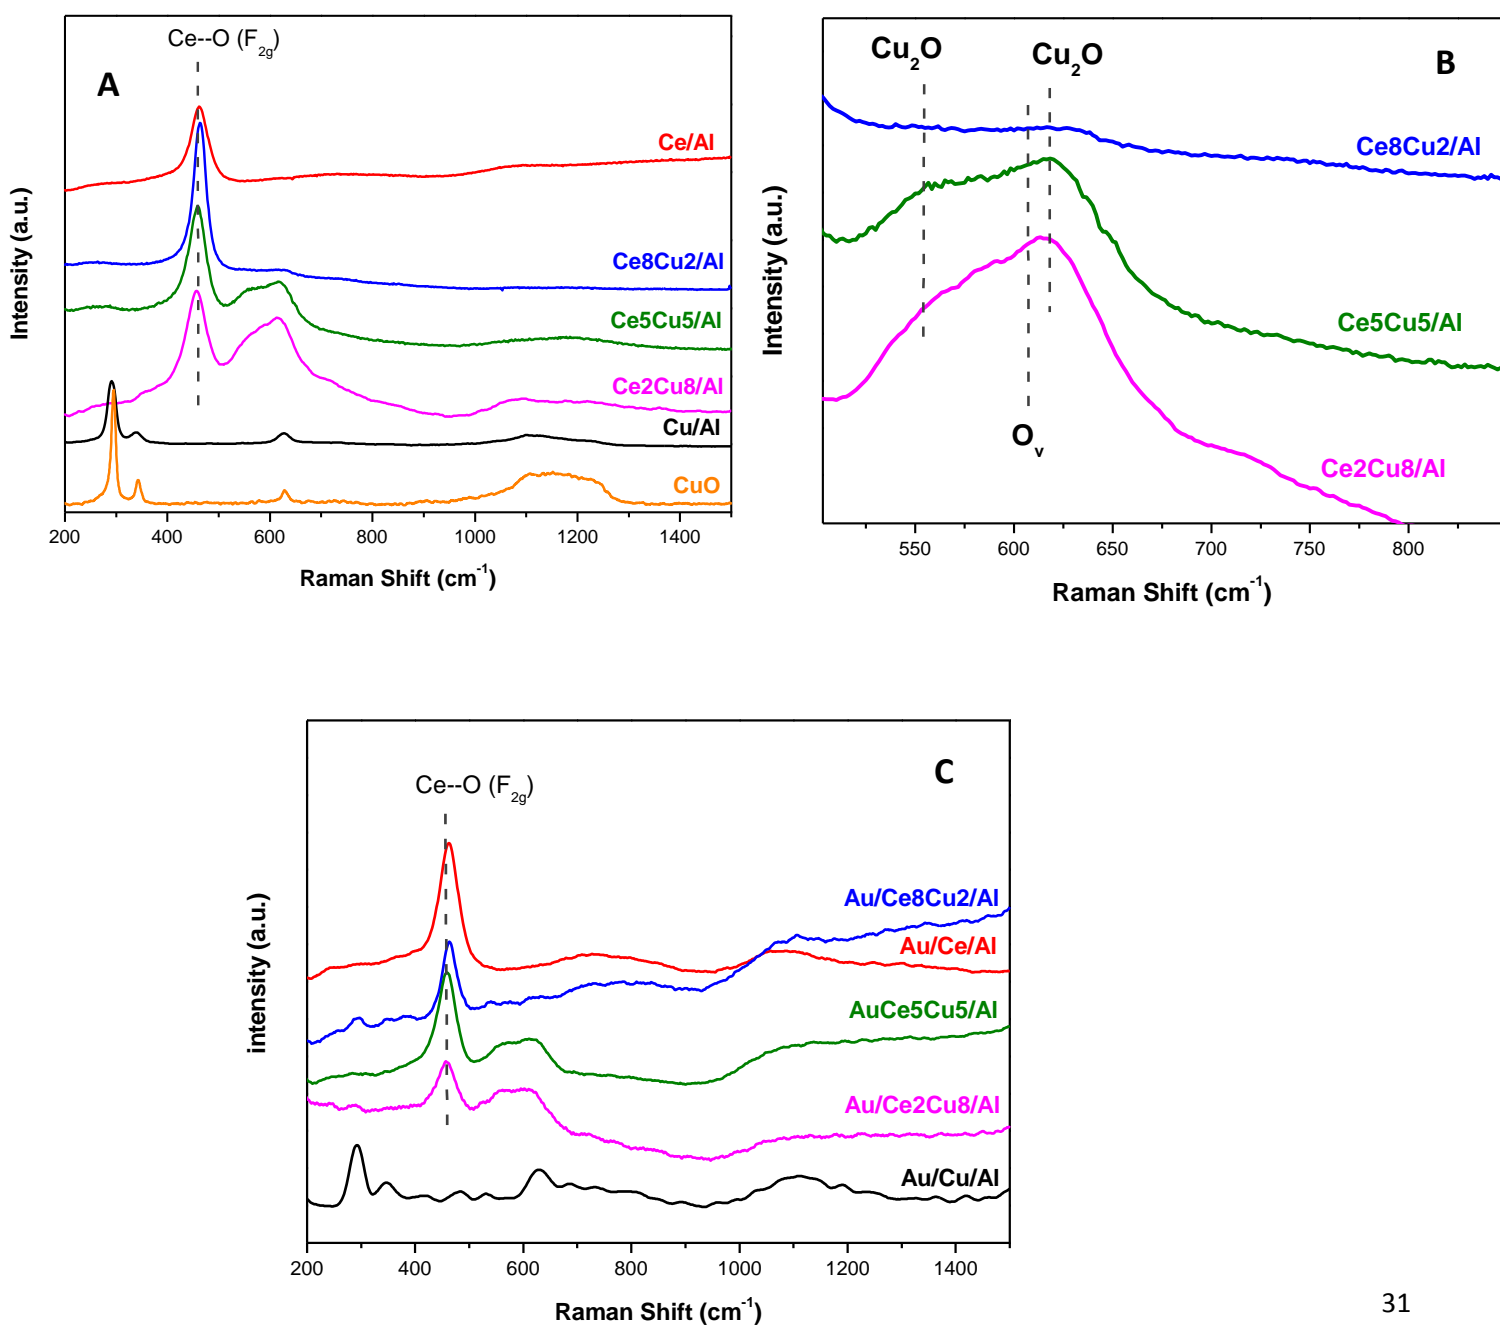 Ce--O (F2g)
A
Ce/Al
Ce8Cu2/Al
Ce5Cu5/Al
Ce2Cu8/Al
Cu/Al
CuO
Intensity (a.u.)
200 400 600 800 1000 1200 1400
Raman Shift (cm-1)
Cu2O
Cu2O
B
Ce8Cu2/Al
Ce5Cu5/Al
Ov
Ce2Cu8/Al
Intensity (a.u.)
550 600 650 700 750 800
Raman Shift (cm-1)
Ce--O (F2g)
C
Au/Ce8Cu2/Al
Au/Ce/Al
AuCe5Cu5/Al
Au/Ce2Cu8/Al
Au/Cu/Al
intensity (a.u.)
200 400 600 800 1000 1200 1400
Raman Shift (cm-1)
31